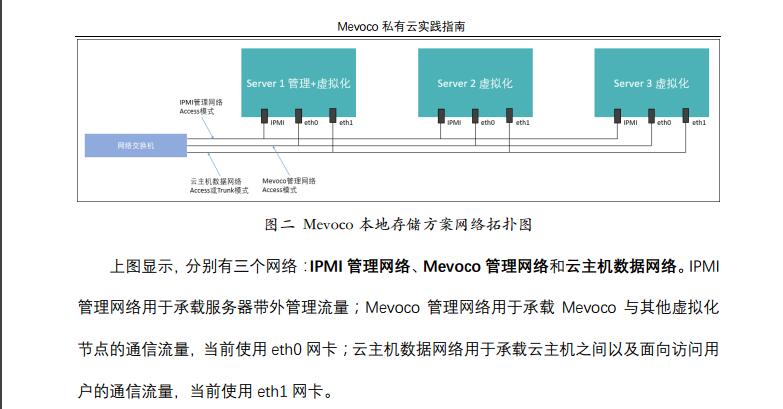 Mevoco 私有云实践指南
Server 1 管理+虚拟化
Server 2 虚拟化
Server 3 虚拟化
IPMI管理网络
Access模式
IPMI
eth0
eth1
IPMI
eth0
eth1
IPMI
eth0
eth1
网络交换机
云主机数据网络
Access或Trunk模式
Mevoco管理网络
Access模式
图二 Mevoco 本地存储方案网络拓扑图
上图显示，分别有三个网络：IPMI 管理网络、Mevoco 管理网络和云主机数据网络。IPMI
管理网络用于承载服务器带外管理流量；Mevoco 管理网络用于承载 Mevoco 与其他虚拟化
节点的通信流量，当前使用 eth0 网卡；云主机数据网络用于承载云主机之间以及面向访问用
户的通信流量，当前使用 eth1 网卡。